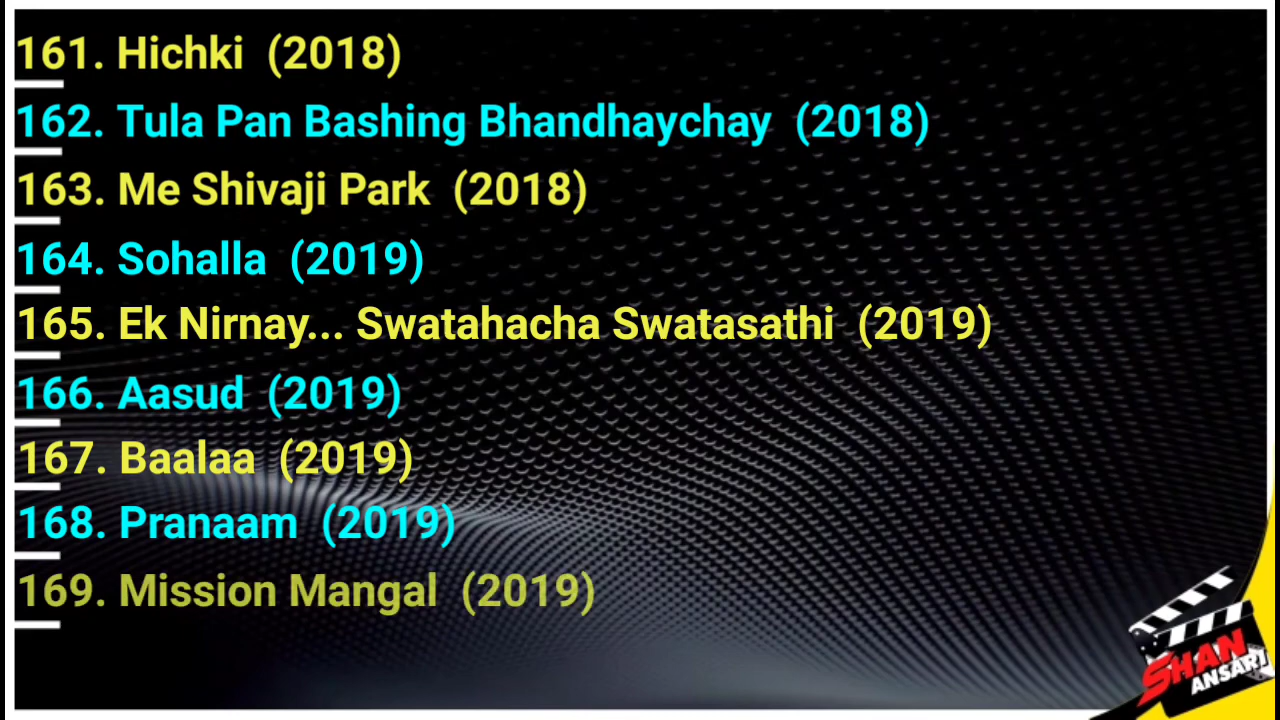 161. Hichki (2018)
162. Tula Pan Bashing Bhandhaychay (2018)
163. Me Shivaji Park (2018)
164. Sohalla (2019)
165. Ek Nirnay... Swatahacha Swatasathi (2019)
166. Aasud (2019)
167. Baalaa (2019)
168. Pranaam (2019)
169. Mission Mangal (2019)
SHAN
ANSARI